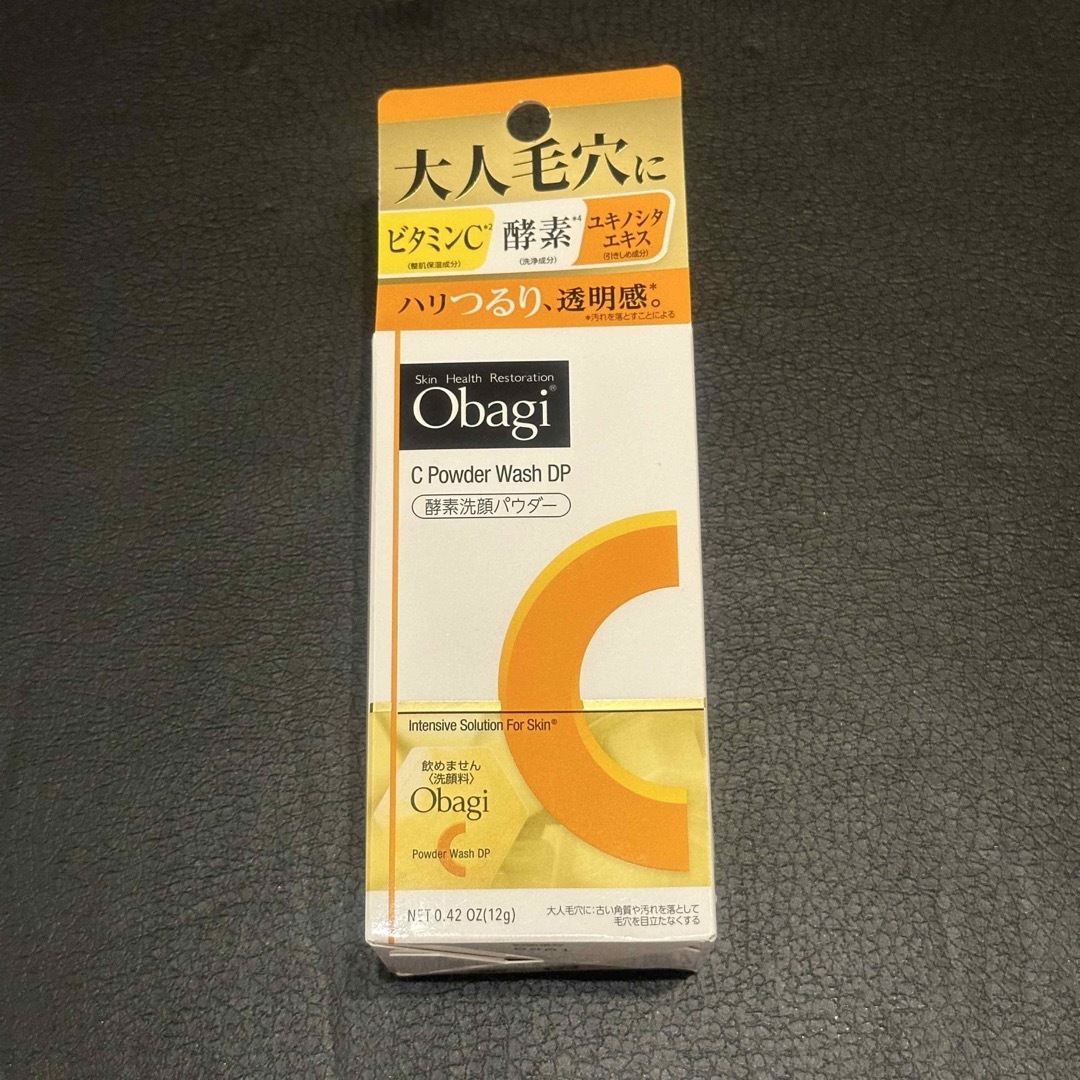 大人毛穴に
ビタミンC*2
(整肌保湿成分)
酵素*4
(洗浄成分)
ユキノシタ
エキス
(引きしめ成分)
ハリつるり、透明感*。
*汚れを落とすことによる
Skin Health Restoration
Obagi®
C Powder Wash DP
酵素洗顔パウダー
Intensive Solution For Skin®
飲めません
〈洗顔料〉
Obagi
C
Powder Wash DP
NET 0.42 OZ(12g)
大人毛穴に:古い角質や汚れを落として
毛穴を目立たなくする